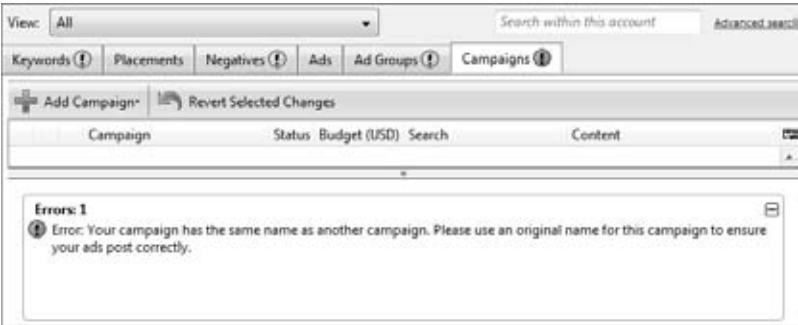 View: All Search within this account Advanced search
Keywords Placements Negatives Ads Ad Groups Campaigns
Add Campaign Revert Selected Changes
Campaign Status Budget (USD) Search Content
Errors: 1
Error: Your campaign has the same name as another campaign. Please use an original name for this campaign to ensure
your ads post correctly.